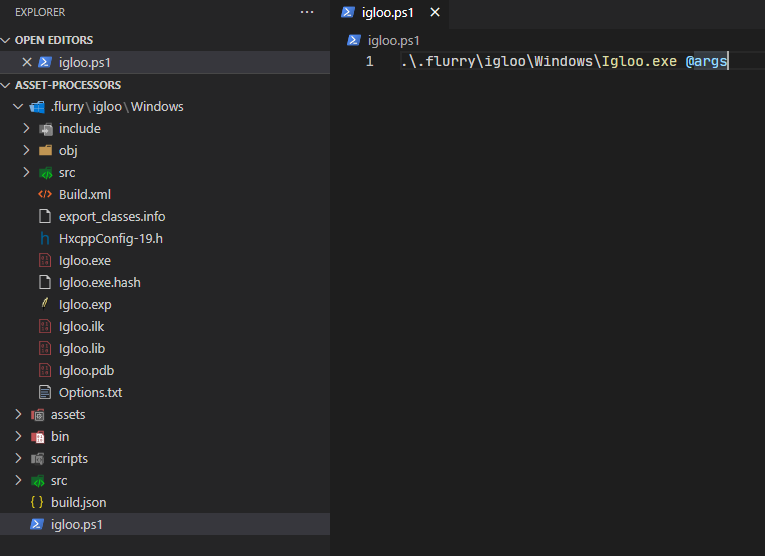 EXPLORER
OPEN EDITORS
igloo.ps1
ASSET-PROCESSORS
.flurry\igloo\Windows
include
obj
src
Build.xml
export_classes.info
HxcppConfig-19.h
Igloo.exe
Igloo.exe.hash
Igloo.exp
Igloo.ilk
Igloo.lib
Igloo.pdb
Options.txt
assets
bin
scripts
src
build.json
igloo.ps1
igloo.ps1
igloo.ps1
1 .\.flurry\igloo\Windows\Igloo.exe @args